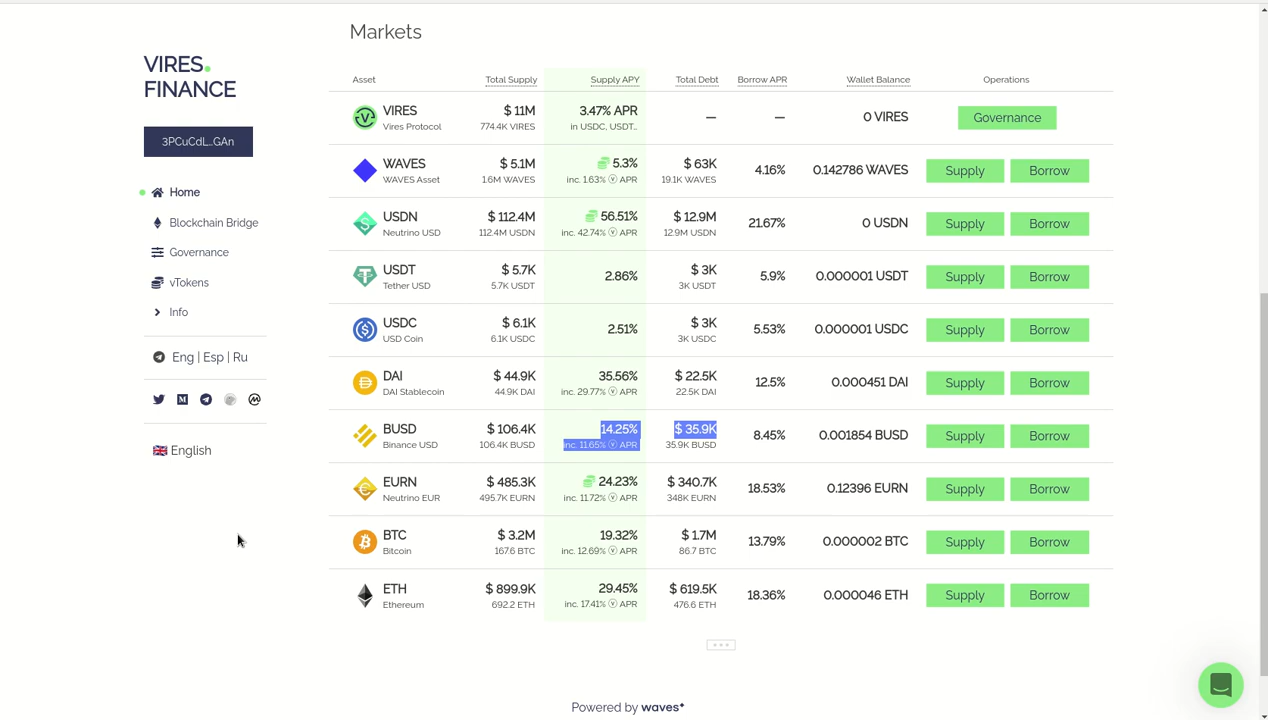 Markets
VIRES.
FINANCE
3PCuCdL...GAn
Home
Blockchain Bridge
Governance
vTokens
Info
Eng | Esp | Ru
English
Asset Total Supply Supply APY Total Debt Borrow APR Wallet Balance Operations
VIRES $ 11M 3.47% APR — — 0 VIRES Governance
Vires Protocol 774.4K VIRES in USDC, USDT...
WAVES $ 5.1M 5.3% $ 63K 4.16% 0.142786 WAVES Supply Borrow
WAVES Asset 1.6M WAVES inc. 1.63% Ⓥ APR 19.1K WAVES
USDN $ 112.4M 56.51% $ 12.9M 21.67% 0 USDN Supply Borrow
Neutrino USD 112.4M USDN inc. 42.74% Ⓥ APR 12.9M USDN
USDT $ 5.7K 2.86% $ 3K 5.9% 0.000001 USDT Supply Borrow
Tether USD 5.7K USDT 3K USDT
USDC $ 6.1K 2.51% $ 3K 5.53% 0.000001 USDC Supply Borrow
USD Coin 6.1K USDC 3K USDC
DAI $ 44.9K 35.56% $ 22.5K 12.5% 0.000451 DAI Supply Borrow
DAI Stablecoin 44.9K DAI inc. 29.77% Ⓥ APR 22.5K DAI
BUSD $ 106.4K 14.25% $ 35.9K 8.45% 0.001854 BUSD Supply Borrow
Binance USD 106.4K BUSD inc. 11.65% Ⓥ APR 35.9K BUSD
EURN $ 485.3K 24.23% $ 340.7K 18.53% 0.12396 EURN Supply Borrow
Neutrino EUR 495.7K EURN inc. 11.72% Ⓥ APR 348K EURN
BTC $ 3.2M 19.32% $ 1.7M 13.79% 0.000002 BTC Supply Borrow
Bitcoin 167.6 BTC inc. 12.69% Ⓥ APR 86.7 BTC
ETH $ 899.9K 29.45% $ 619.5K 18.36% 0.000046 ETH Supply Borrow
Ethereum 692.2 ETH inc. 17.41% Ⓥ APR 476.6 ETH
Powered by waves